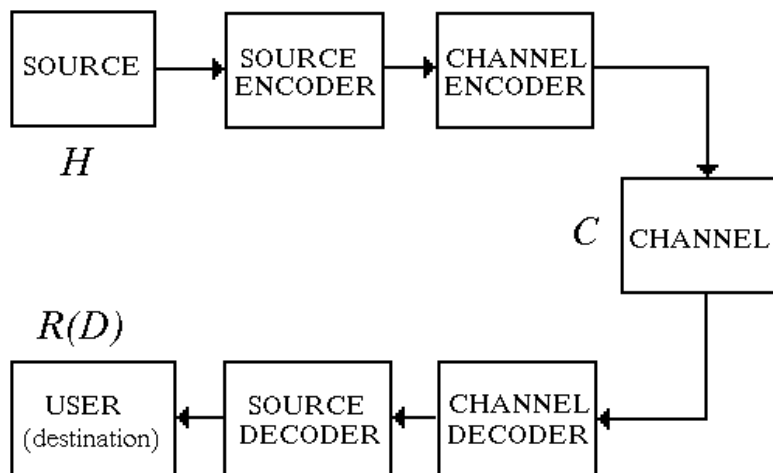 SOURCE
SOURCE
ENCODER
CHANNEL
ENCODER
H
C
CHANNEL
R(D)
USER
(destination)
SOURCE
DECODER
CHANNEL
DECODER